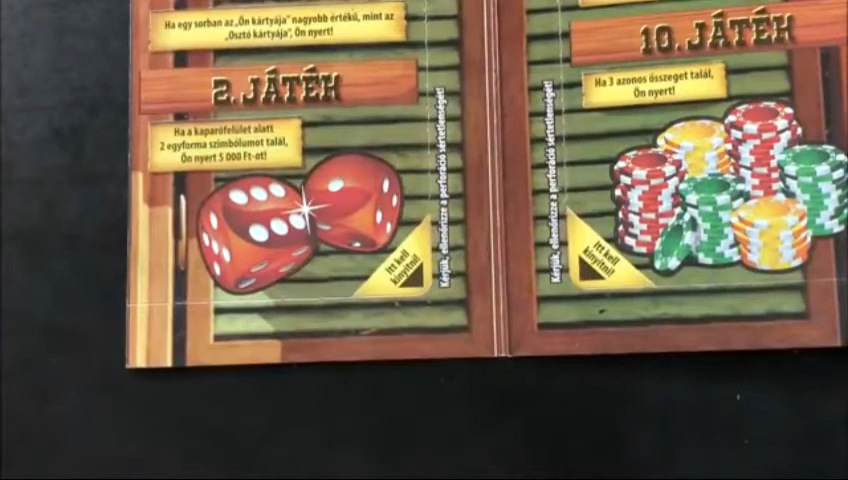 Ha egy sorban az „Ön kártyája" nagyobb értékű, mint az
„Osztó kártyája", Ön nyert!
2. JÁTÉK
Ha a kaparófelület alatt
2 egyforma szimbólumot talál,
Ön nyert 5 000 Ft-ot!
Itt kell
kinyitni!
Kérjük, ellenőrizze a perforáció sértetlenségét!
10. JÁTÉK
Ha 3 azonos összeget talál,
Ön nyert!
Kérjük, ellenőrizze a perforáció sértetlenségét!
Itt kell
kinyitni!